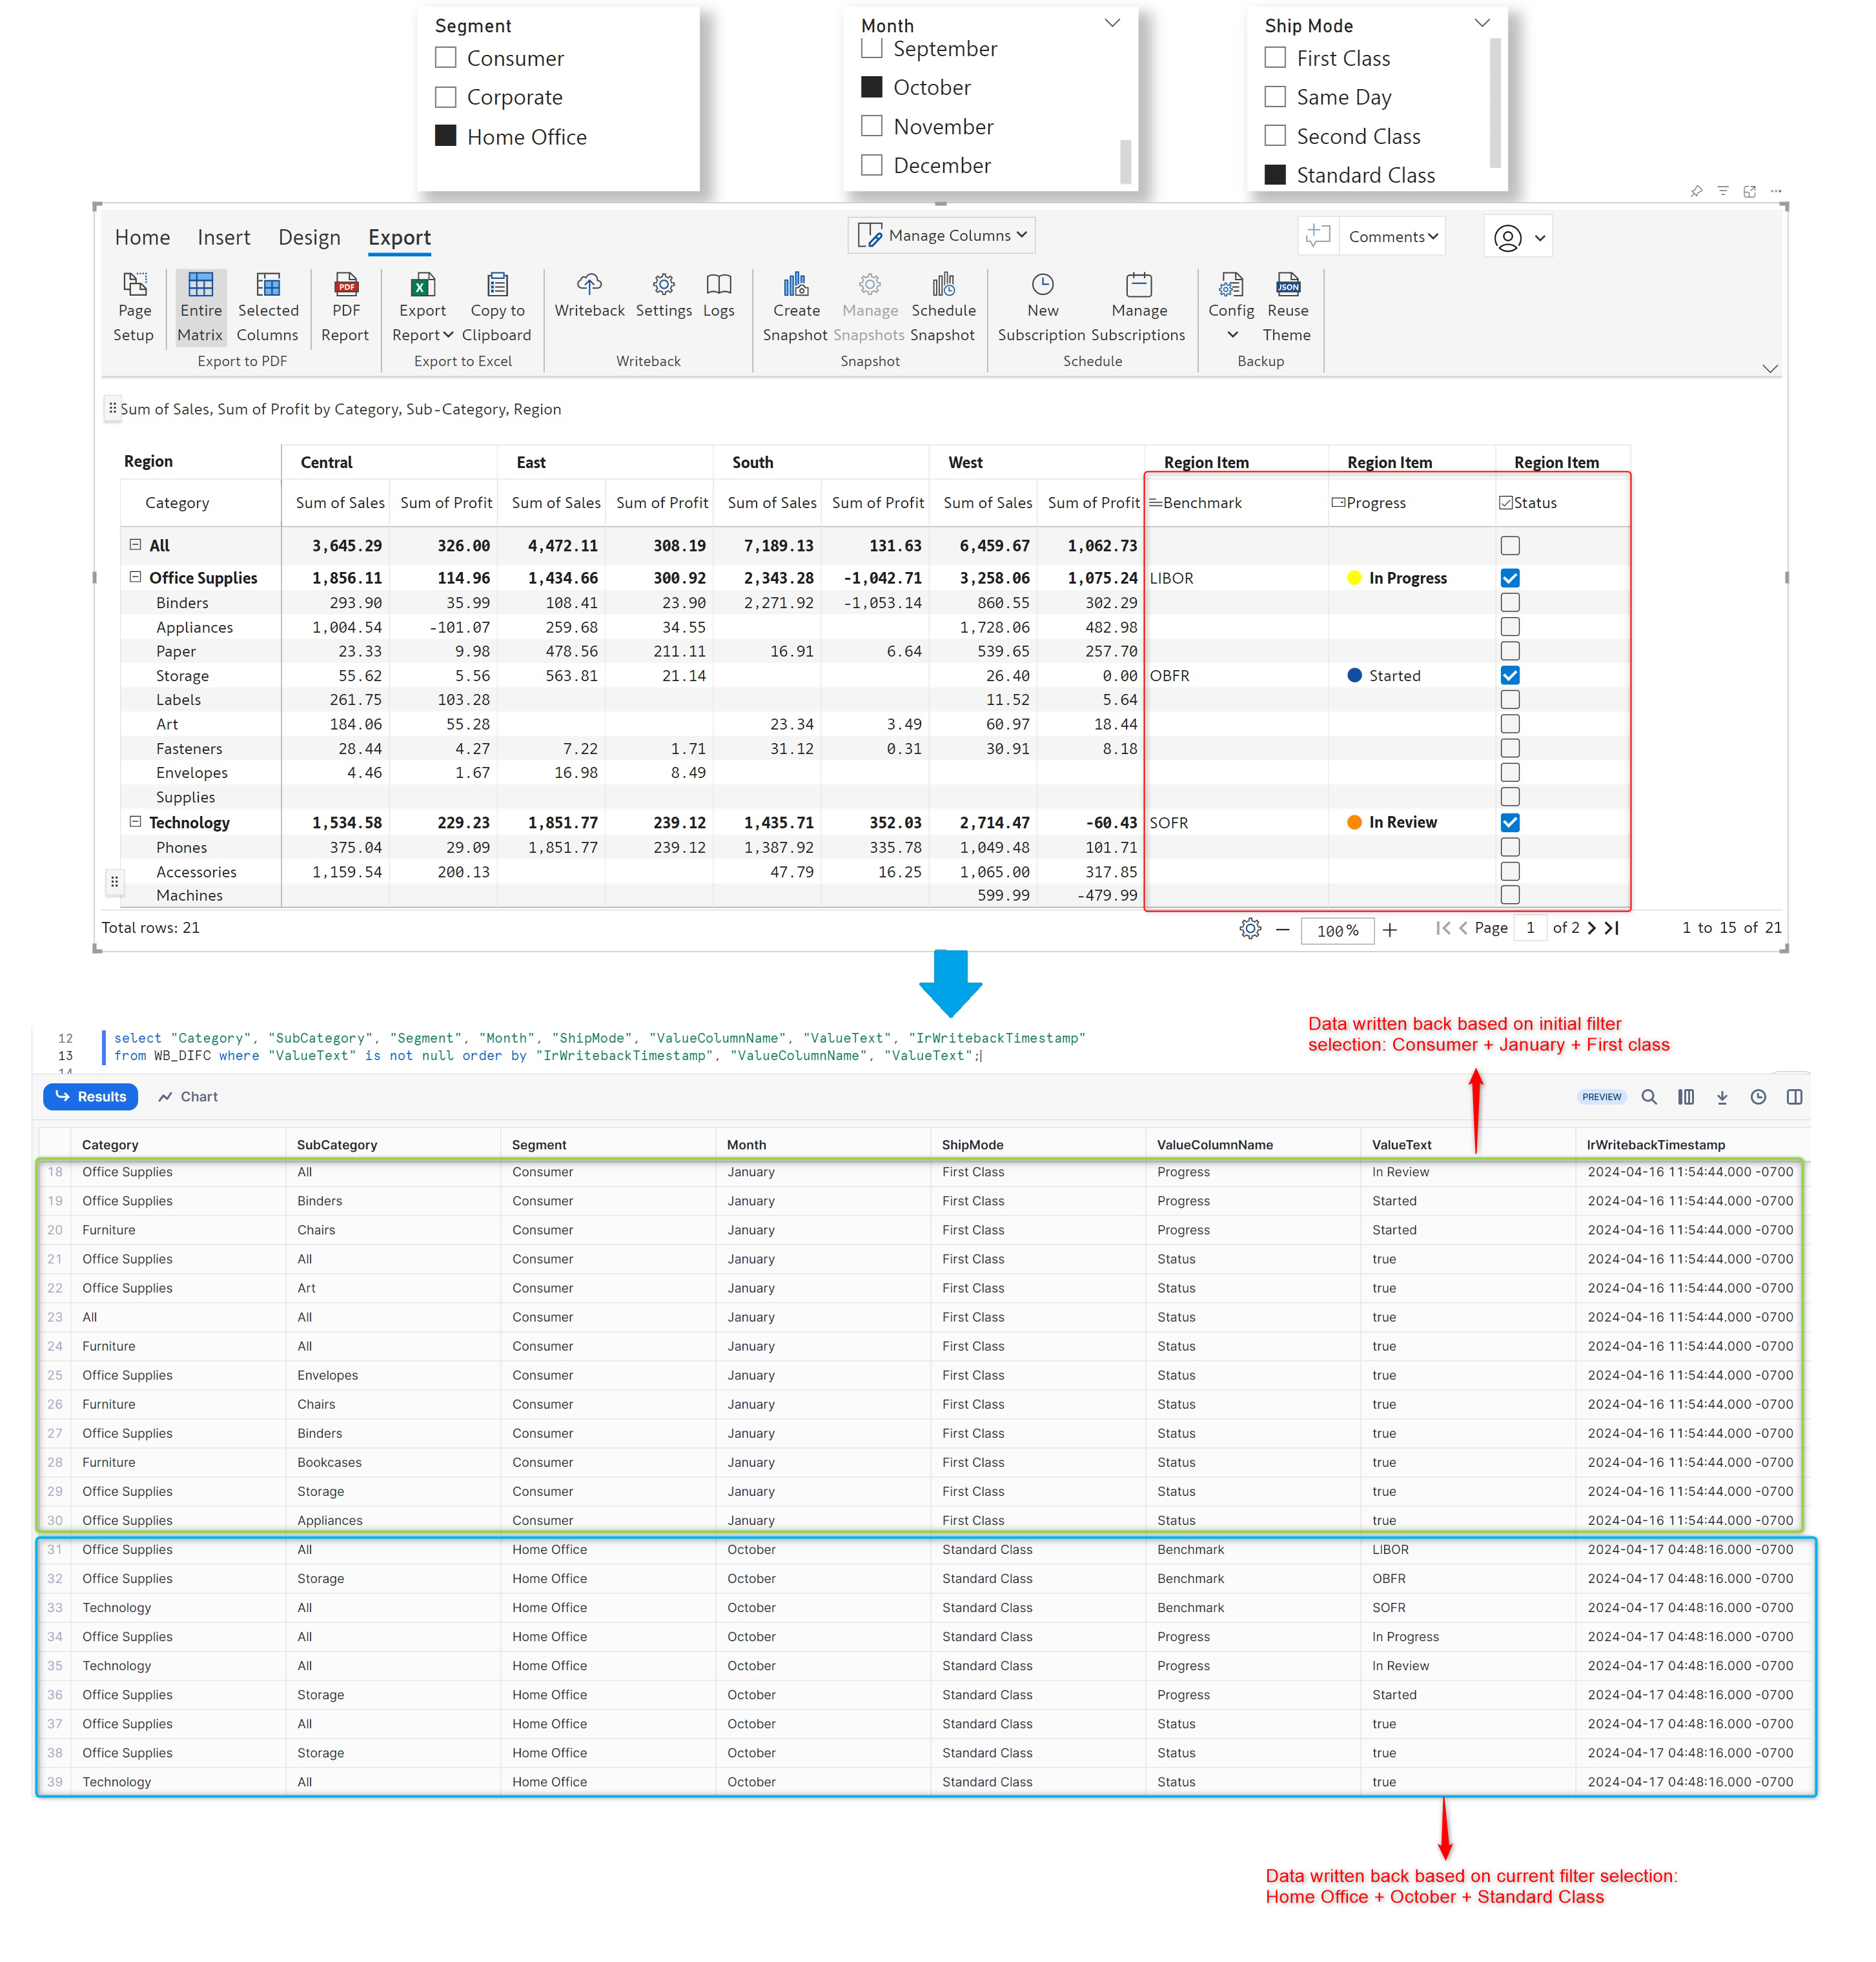 Segment
Consumer
Corporate
Home Office
Month
September
October
November
December
Ship Mode
First Class
Same Day
Second Class
Standard Class
Home Insert Design Export
Manage Columns
Comments
Page Setup
Entire Matrix
Selected Columns
Export to PDF
PDF Report
Export Report
Copy to Clipboard
Export to Excel
Writeback Settings Logs
Writeback
Create Snapshot
Manage Snapshots
Schedule Snapshot
Snapshot
New Subscription
Manage Subscriptions
Schedule
Config
Reuse Theme
Backup
Sum of Sales, Sum of Profit by Category, Sub-Category, Region
Region Central East South West Region Item Region Item Region Item
Category Sum of Sales Sum of Profit Sum of Sales Sum of Profit Sum of Sales Sum of Profit Sum of Sales Sum of Profit Benchmark Progress Status
All 3,645.29 326.00 4,472.11 308.19 7,189.13 131.63 6,459.67 1,062.73
Office Supplies 1,856.11 114.96 1,434.66 300.92 2,343.28 -1,042.71 3,258.06 1,075.24 LIBOR In Progress
Binders 293.90 35.99 108.41 23.90 2,271.92 -1,053.14 860.55 302.29
Appliances 1,004.54 -101.07 259.68 34.55 1,728.06 482.98
Paper 23.33 9.98 478.56 211.11 16.91 6.64 539.65 257.70
Storage 55.62 5.56 563.81 21.14 26.40 0.00 OBFR Started
Labels 261.75 103.28 11.52 5.64
Art 184.06 55.28 23.34 3.49 60.97 18.44
Fasteners 28.44 4.27 7.22 1.71 31.12 0.31 30.91 8.18
Envelopes 4.46 1.67 16.98 8.49
Supplies
Technology 1,534.58 229.23 1,851.77 239.12 1,435.71 352.03 2,714.47 -60.43 SOFR In Review
Phones 375.04 29.09 1,851.77 239.12 1,387.92 335.78 1,049.48 101.71
Accessories 1,159.54 200.13 47.79 16.25 1,065.00 317.85
Machines 599.99 -479.99
Total rows: 21
100 %
Page 1 of 2
1 to 15 of 21
Data written back based on initial filter
selection: Consumer + January + First class
12 select "Category", "SubCategory", "Segment", "Month", "ShipMode", "ValueColumnName", "ValueText", "IrWritebackTimestamp"
13 from WB_DIFC where "ValueText" is not null order by "IrWritebackTimestamp", "ValueColumnName", "ValueText";
14
Results Chart PREVIEW
Category SubCategory Segment Month ShipMode ValueColumnName ValueText IrWritebackTimestamp
18 Office Supplies All Consumer January First Class Progress In Review 2024-04-16 11:54:44.000 -0700
19 Office Supplies Binders Consumer January First Class Progress Started 2024-04-16 11:54:44.000 -0700
20 Furniture Chairs Consumer January First Class Progress Started 2024-04-16 11:54:44.000 -0700
21 Office Supplies All Consumer January First Class Status true 2024-04-16 11:54:44.000 -0700
22 Office Supplies Art Consumer January First Class Status true 2024-04-16 11:54:44.000 -0700
23 All All Consumer January First Class Status true 2024-04-16 11:54:44.000 -0700
24 Furniture All Consumer January First Class Status true 2024-04-16 11:54:44.000 -0700
25 Office Supplies Envelopes Consumer January First Class Status true 2024-04-16 11:54:44.000 -0700
26 Furniture Chairs Consumer January First Class Status true 2024-04-16 11:54:44.000 -0700
27 Office Supplies Binders Consumer January First Class Status true 2024-04-16 11:54:44.000 -0700
28 Furniture Bookcases Consumer January First Class Status true 2024-04-16 11:54:44.000 -0700
29 Office Supplies Storage Consumer January First Class Status true 2024-04-16 11:54:44.000 -0700
30 Office Supplies Appliances Consumer January First Class Status true 2024-04-16 11:54:44.000 -0700
31 Office Supplies All Home Office October Standard Class Benchmark LIBOR 2024-04-17 04:48:16.000 -0700
32 Office Supplies Storage Home Office October Standard Class Benchmark OBFR 2024-04-17 04:48:16.000 -0700
33 Technology All Home Office October Standard Class Benchmark SOFR 2024-04-17 04:48:16.000 -0700
34 Office Supplies All Home Office October Standard Class Progress In Progress 2024-04-17 04:48:16.000 -0700
35 Technology All Home Office October Standard Class Progress In Review 2024-04-17 04:48:16.000 -0700
36 Office Supplies Storage Home Office October Standard Class Progress Started 2024-04-17 04:48:16.000 -0700
37 Office Supplies All Home Office October Standard Class Status true 2024-04-17 04:48:16.000 -0700
38 Office Supplies Storage Home Office October Standard Class Status true 2024-04-17 04:48:16.000 -0700
39 Technology All Home Office October Standard Class Status true 2024-04-17 04:48:16.000 -0700
Data written back based on current filter selection:
Home Office + October + Standard Class